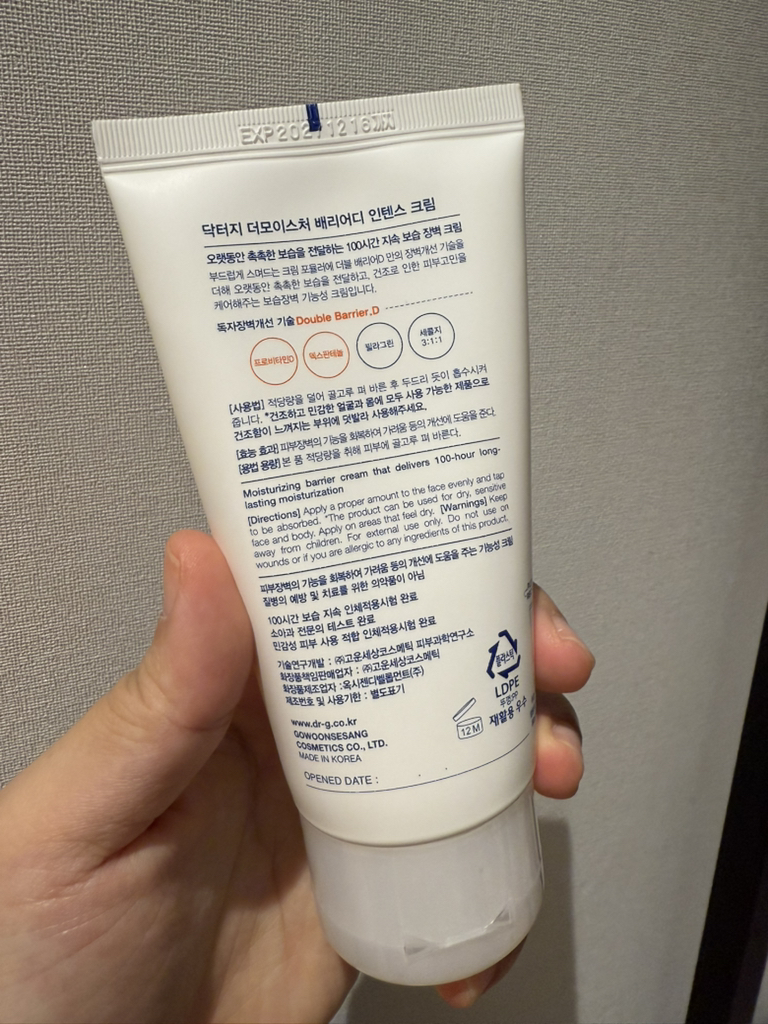 EXP 20271216
닥터지 더모이스처 배리어디 인텐스 크림
오랫동안 촉촉한 보습을 전달하는 100시간 지속 보습 장벽 크림
부드럽게 스며드는 크림 포뮬러에 더블 배리어D 만의 장벽개선 기술을
더해 오랫동안 촉촉한 보습을 전달하고, 건조로 인한 피부고민을
케어해주는 보습장벽 기능성 크림입니다.
독자장벽개선 기술 Double Barrier.D
프로비타민D
덱스판테놀
필라그린
세콜지
3:1:1
[사용법] 적당량을 덜어 골고루 펴 바른 후 두드리 듯이 흡수시켜
줍니다. *건조하고 민감한 얼굴과 몸에 모두 사용 가능한 제품으로
건조함이 느껴지는 부위에 덧발라 사용해주세요.
[효능 효과] 피부장벽의 기능을 회복하여 가려움 등의 개선에 도움을 준다.
[용법 용량] 본 품 적당량을 취해 피부에 골고루 펴 바른다.
Moisturizing barrier cream that delivers 100-hour long-
lasting moisturization
[Directions] Apply a proper amount to the face evenly and tap
to be absorbed. *The product can be used for dry, sensitive
face and body. Apply on areas that feel dry. [Warnings] Keep
away from children. For external use only. Do not use on
wounds or if you are allergic to any ingredients of this product.
피부장벽의 기능을 회복하여 가려움 등의 개선에 도움을 주는 기능성 크림
질병의 예방 및 치료를 위한 의약품이 아님
100시간 보습 지속 인체적용시험 완료
소아과 전문의 테스트 완료
민감성 피부 사용 적합 인체적용시험 완료
기술연구개발 : ㈜고운세상코스메틱 피부과학연구소
화장품책임판매업자 : ㈜고운세상코스메틱
화장품제조업자 : 옥시젠디벨롭먼트(주)
제조번호 및 사용기한 : 별도표기
플라스틱
LDPE
뚜껑:PP
재활용 우수
12 M
www.dr-g.co.kr
GOWOONSESANG
COSMETICS CO., LTD.
MADE IN KOREA
OPENED DATE :